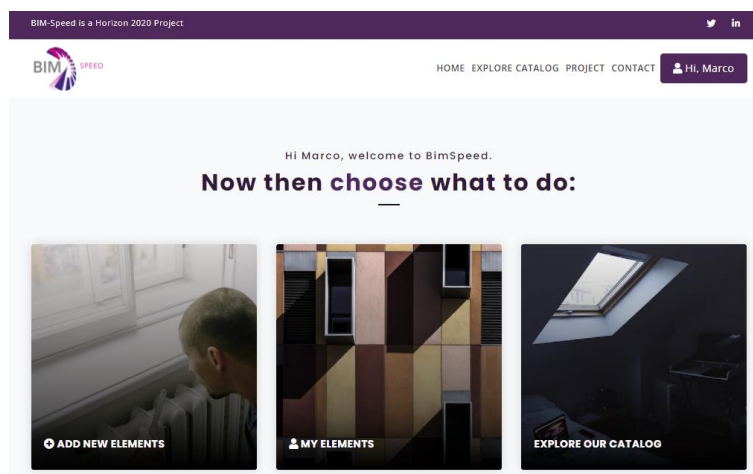 BIM-Speed is a Horizon 2020 Project
BIM SPEED
HOME EXPLORE CATALOG PROJECT CONTACT Hi, Marco
Hi Marco, welcome to BimSpeed.
Now then choose what to do:
ADD NEW ELEMENTS
MY ELEMENTS
EXPLORE OUR CATALOG